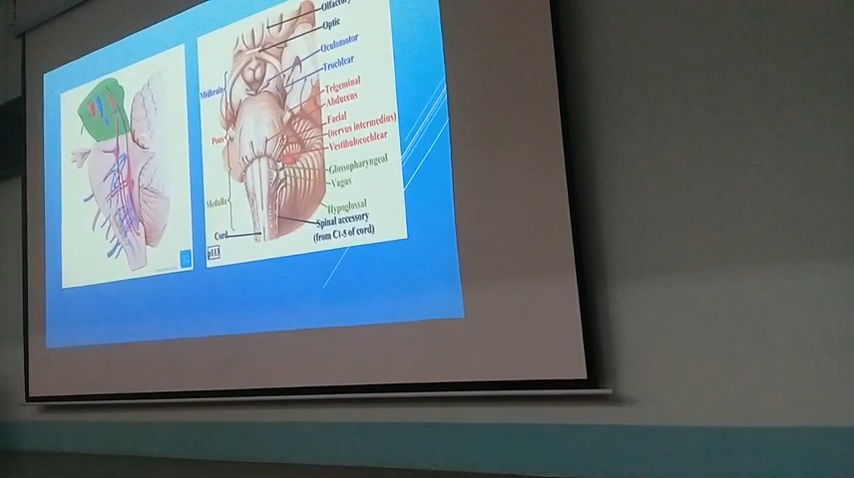 Olfactory
Optic
Oculomotor
Trochlear
Midbrain
Trigeminal
Abducens
Facial
(nervus intermedius)
Pons
Vestibulocochlear
Glossopharyngeal
Vagus
Medulla
Hypoglossal
Spinal accessory
(from C1-5 of cord)
Cord
p113